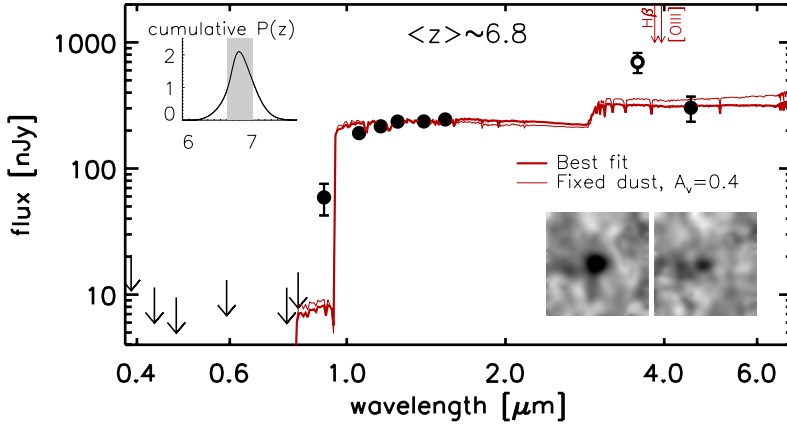 1000
100
10
flux [nJy]
cumulative P(z)
2
1
0
6
7
<z>~6.8
Hβ
[OIII]
Best fit
Fixed dust, A_v=0.4
0.4
0.6
1.0
2.0
4.0
6.0
wavelength [μm]